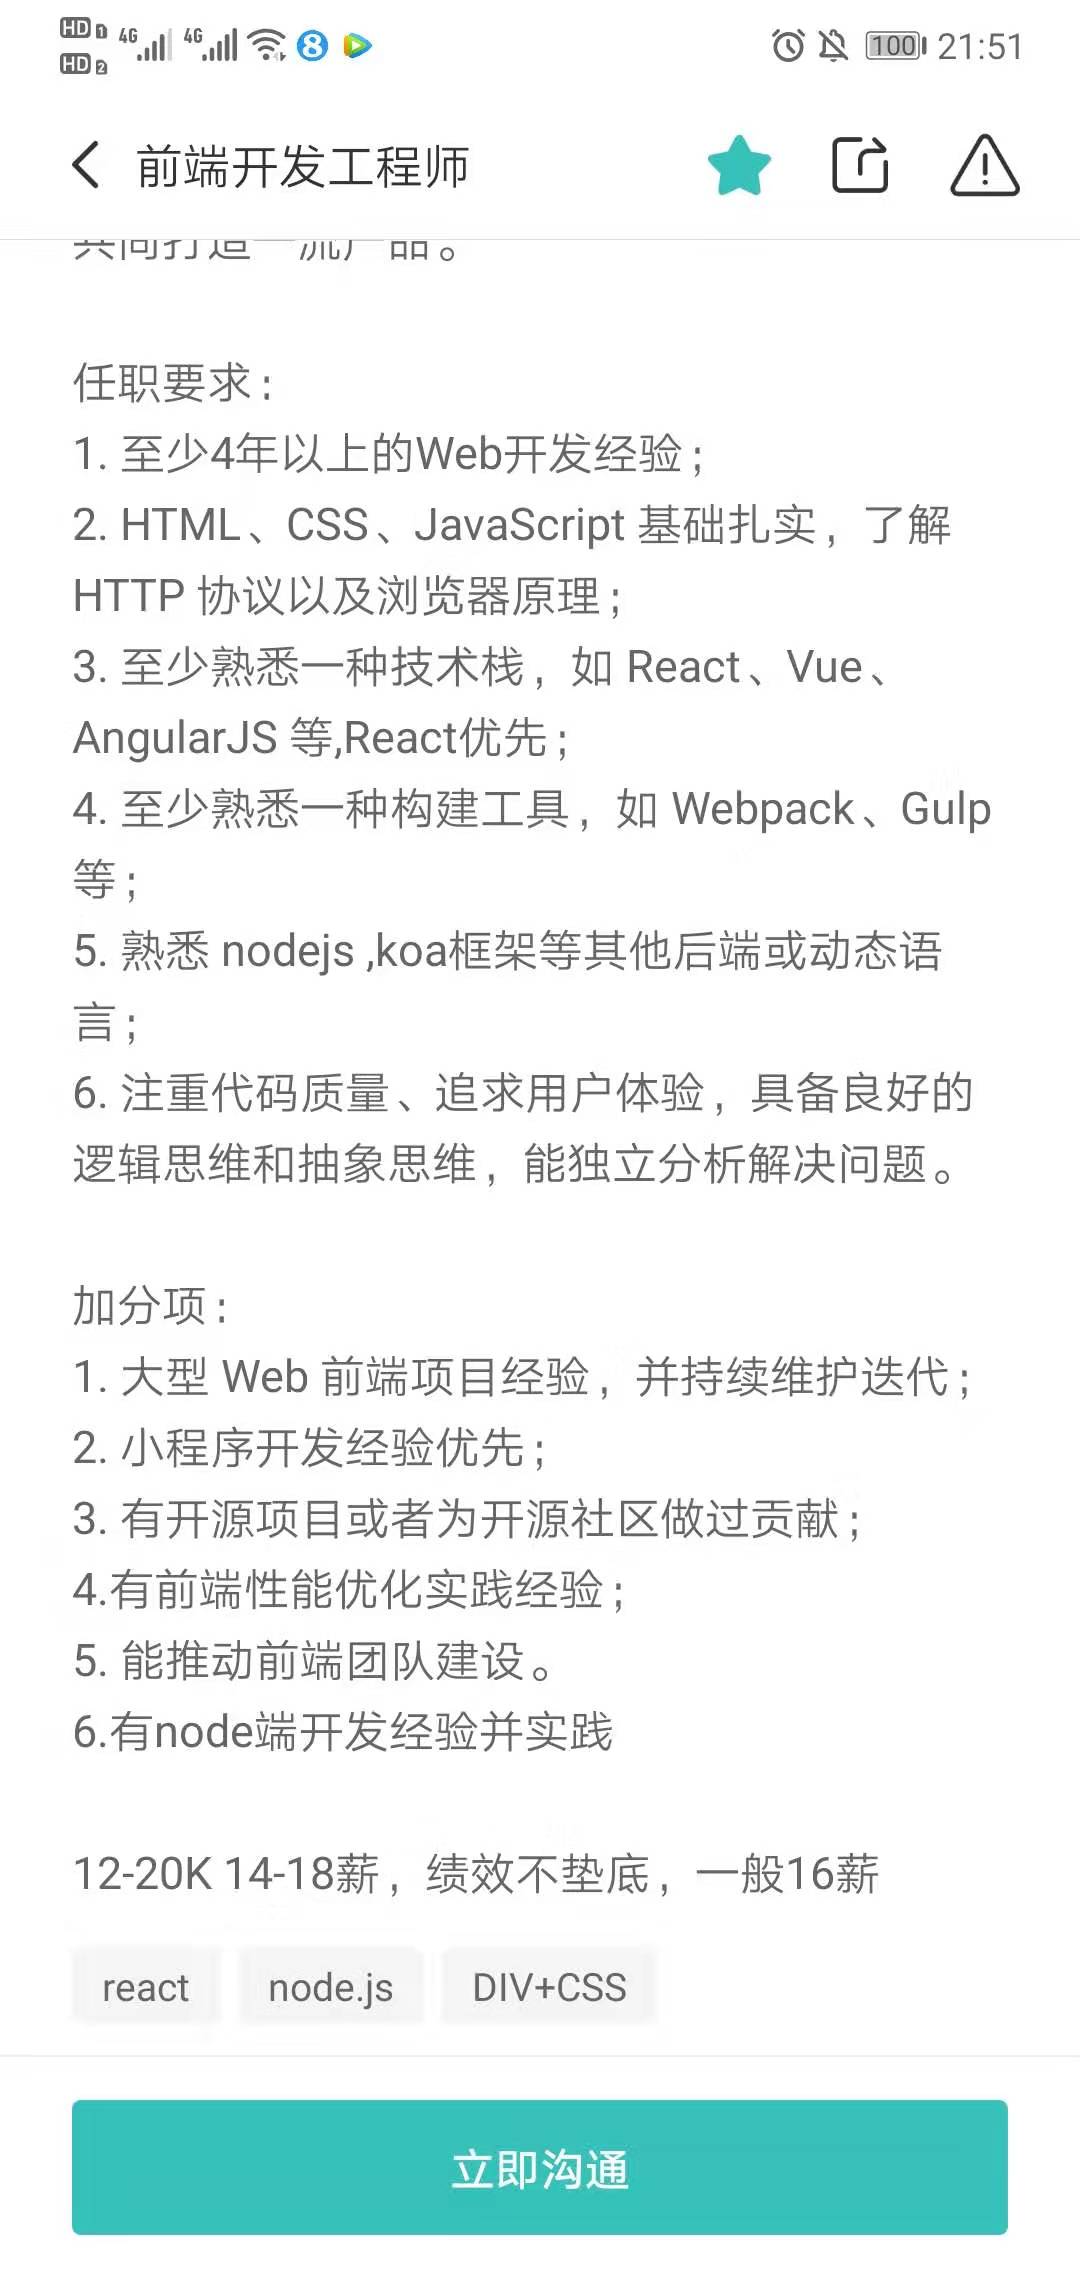 HD 1 4G 4G 8 100 21:51
HD 2
前端开发工程师
共同打造一流产品。
任职要求：
1. 至少4年以上的Web开发经验；
2. HTML、CSS、JavaScript 基础扎实，了解
HTTP 协议以及浏览器原理；
3. 至少熟悉一种技术栈，如 React、Vue、
AngularJS 等,React优先；
4. 至少熟悉一种构建工具，如 Webpack、Gulp
等；
5. 熟悉 nodejs ,koa框架等其他后端或动态语
言；
6. 注重代码质量、追求用户体验，具备良好的
逻辑思维和抽象思维，能独立分析解决问题。
加分项：
1. 大型 Web 前端项目经验，并持续维护迭代；
2. 小程序开发经验优先；
3. 有开源项目或者为开源社区做过贡献；
4.有前端性能优化实践经验；
5. 能推动前端团队建设。
6.有node端开发经验并实践
12-20K 14-18薪，绩效不垫底，一般16薪
react node.js DIV+CSS
立即沟通